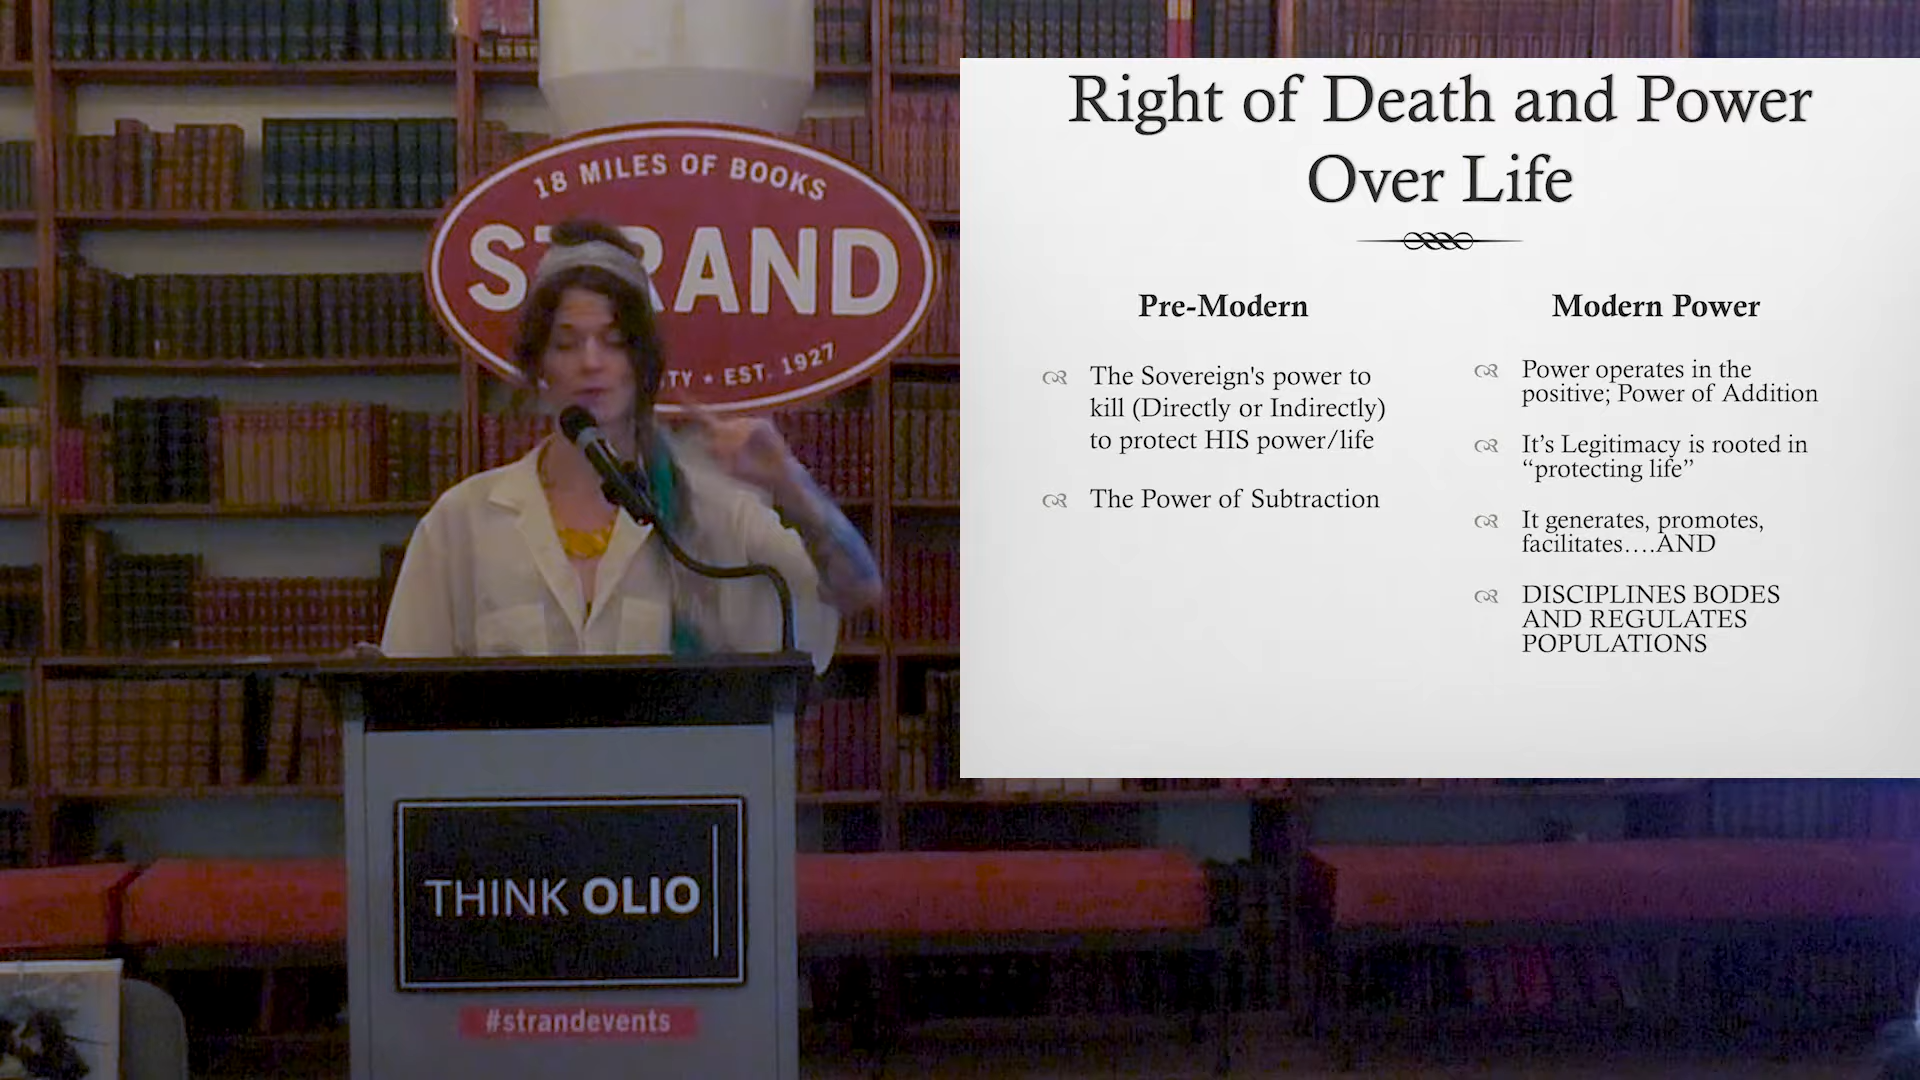 18 MILES OF BOOKS
STRAND
EST. 1927
THINK OLIO
#strandevents
Right of Death and Power
Over Life
Pre-Modern
The Sovereign's power to
kill (Directly or Indirectly)
to protect HIS power/life
The Power of Subtraction
Modern Power
Power operates in the
positive; Power of Addition
It’s Legitimacy is rooted in
“protecting life”
It generates, promotes,
facilitates….AND
DISCIPLINES BODES
AND REGULATES
POPULATIONS